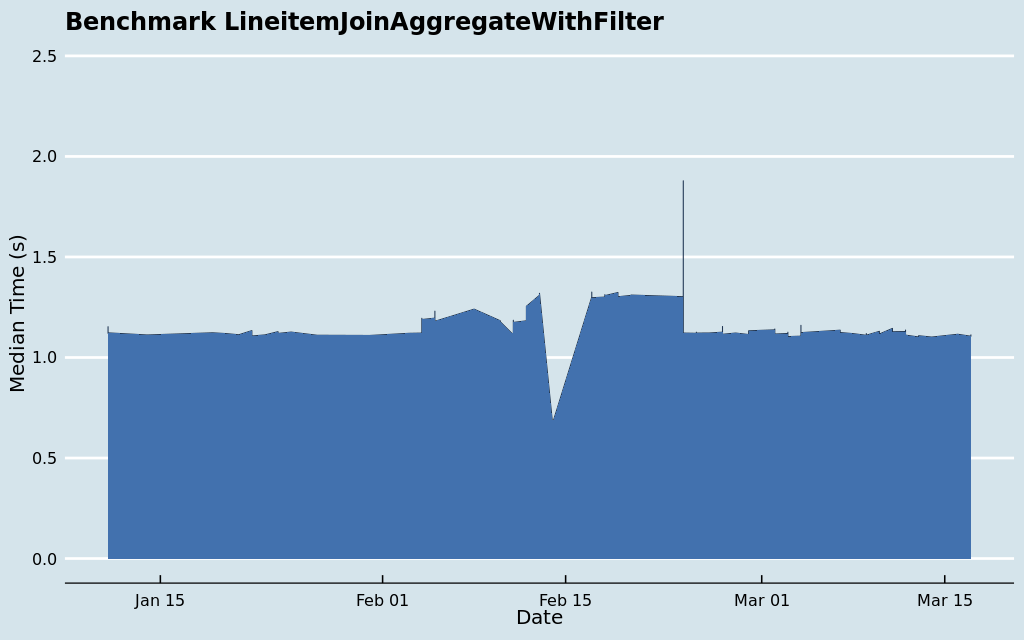 Benchmark LineitemJoinAggregateWithFilter
Median Time (s)
2.5
2.0
1.5
1.0
0.5
0.0
Jan 15
Feb 01
Feb 15
Mar 01
Mar 15
Date